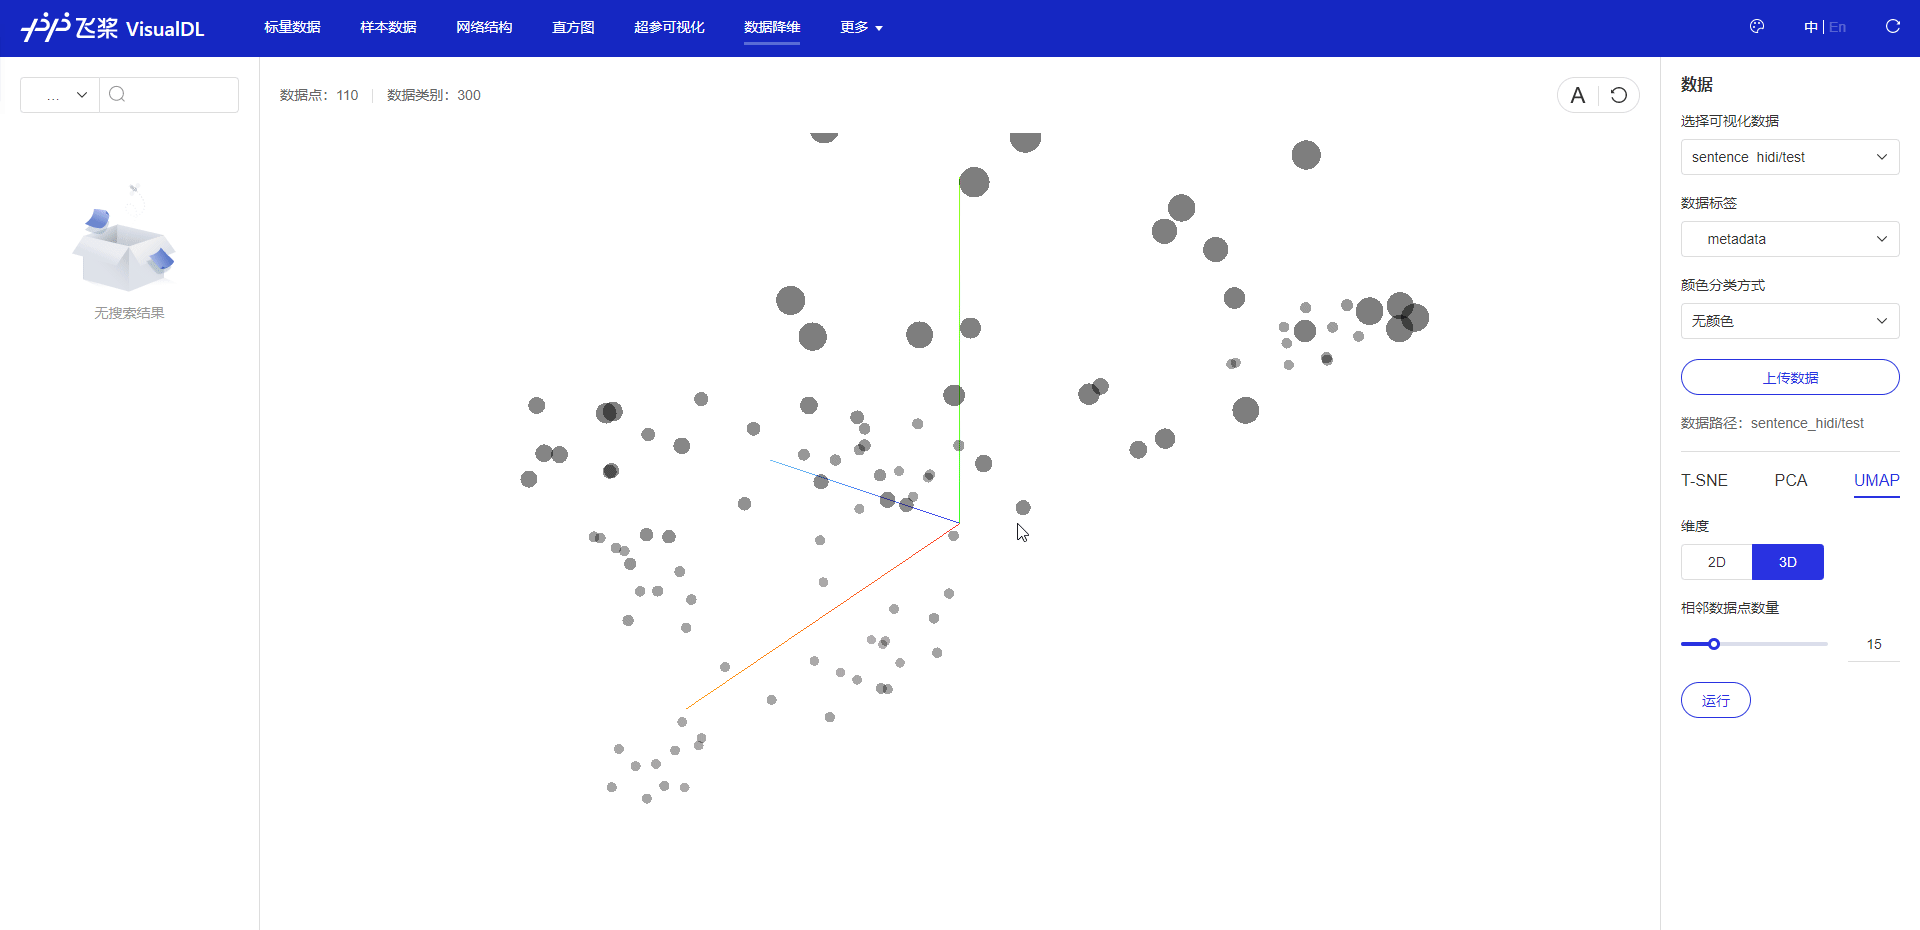 飞桨 VisualDL 标量数据 样本数据 网络结构 直方图 超参可视化 数据降维 更多 中 | En
...
无搜索结果
数据点：110 数据类别：300
A
数据
选择可视化数据
sentence_hidi/test
数据标签
metadata
颜色分类方式
无颜色
上传数据
数据路径：sentence_hidi/test
T-SNE PCA UMAP
维度
2D 3D
相邻数据点数量
15
运行